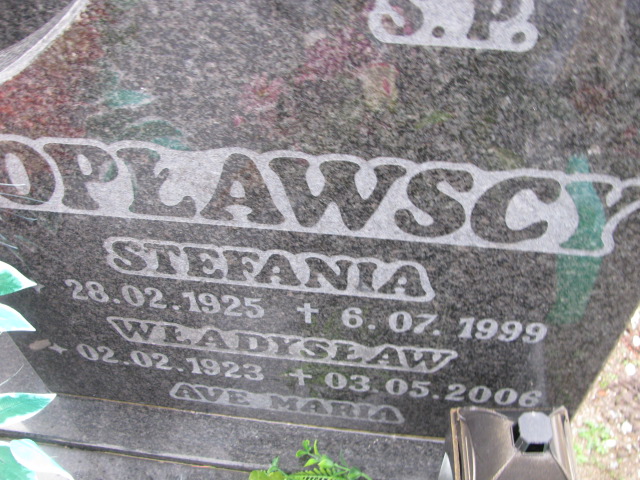 Ś.P.
OPŁAWSCY
STEFANIA
28.02.1925 + 6.07.1999
WŁADYSŁAW
02.02.1923 + 03.05.2006
AVE MARIA